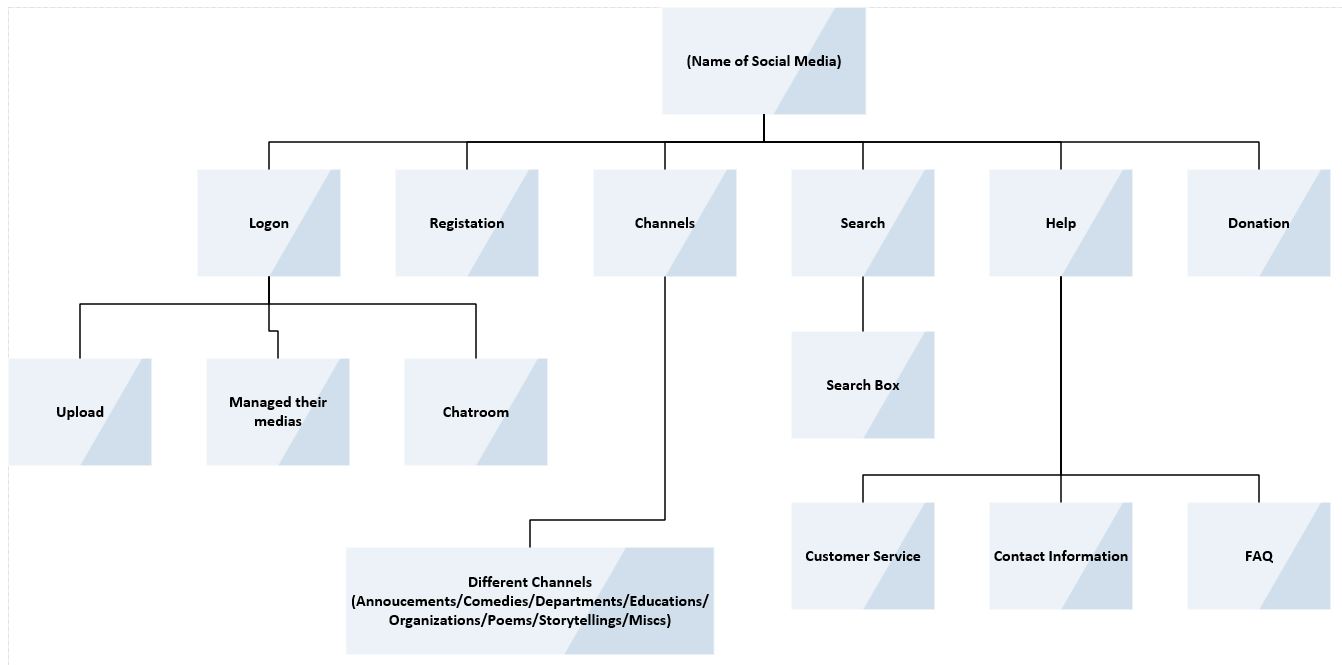 (Name of Social Media)
Logon
Registation
Channels
Search
Help
Donation
Upload
Managed their
medias
Chatroom
Search Box
Different Channels
(Annoucements/Comedies/Departments/Educations/
Organizations/Poems/Storytellings/Miscs)
Customer Service
Contact Information
FAQ